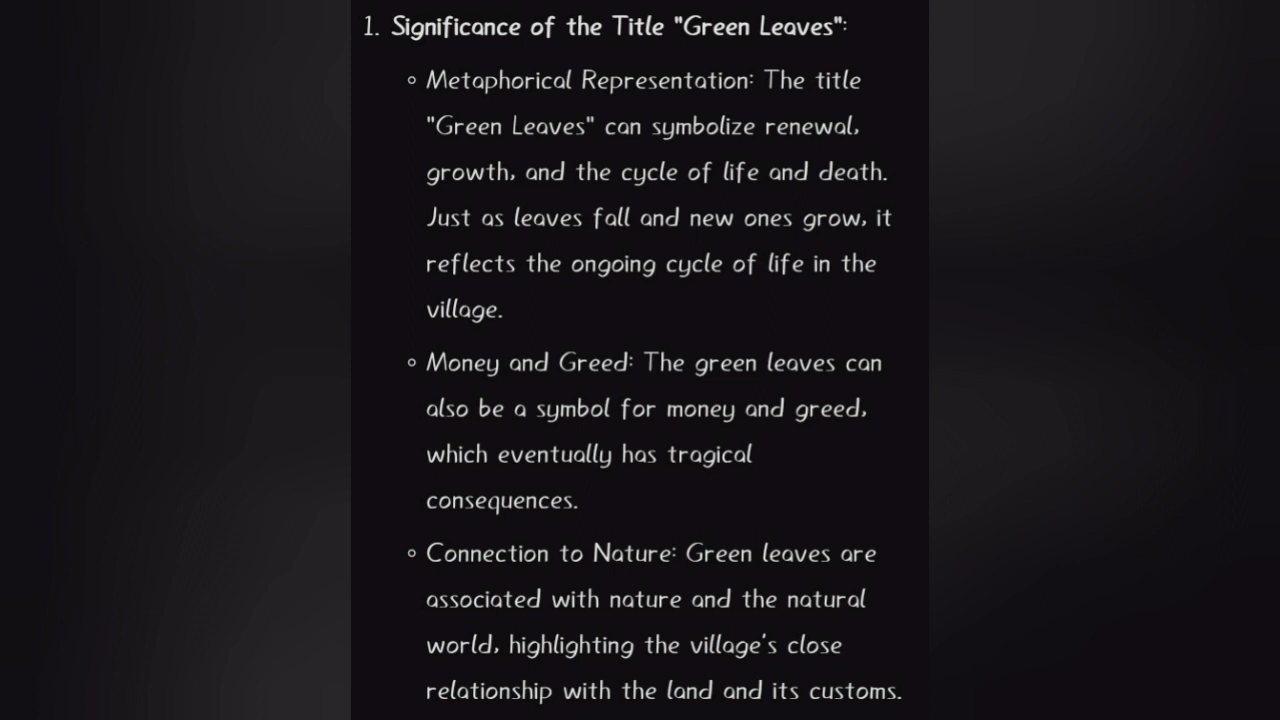 1. Significance of the Title "Green Leaves":
◦ Metaphorical Representation: The title
"Green Leaves" can symbolize renewal,
growth, and the cycle of life and death.
Just as leaves fall and new ones grow, it
reflects the ongoing cycle of life in the
village.
◦ Money and Greed: The green leaves can
also be a symbol for money and greed,
which eventually has tragical
consequences.
◦ Connection to Nature: Green leaves are
associated with nature and the natural
world, highlighting the village's close
relationship with the land and its customs.